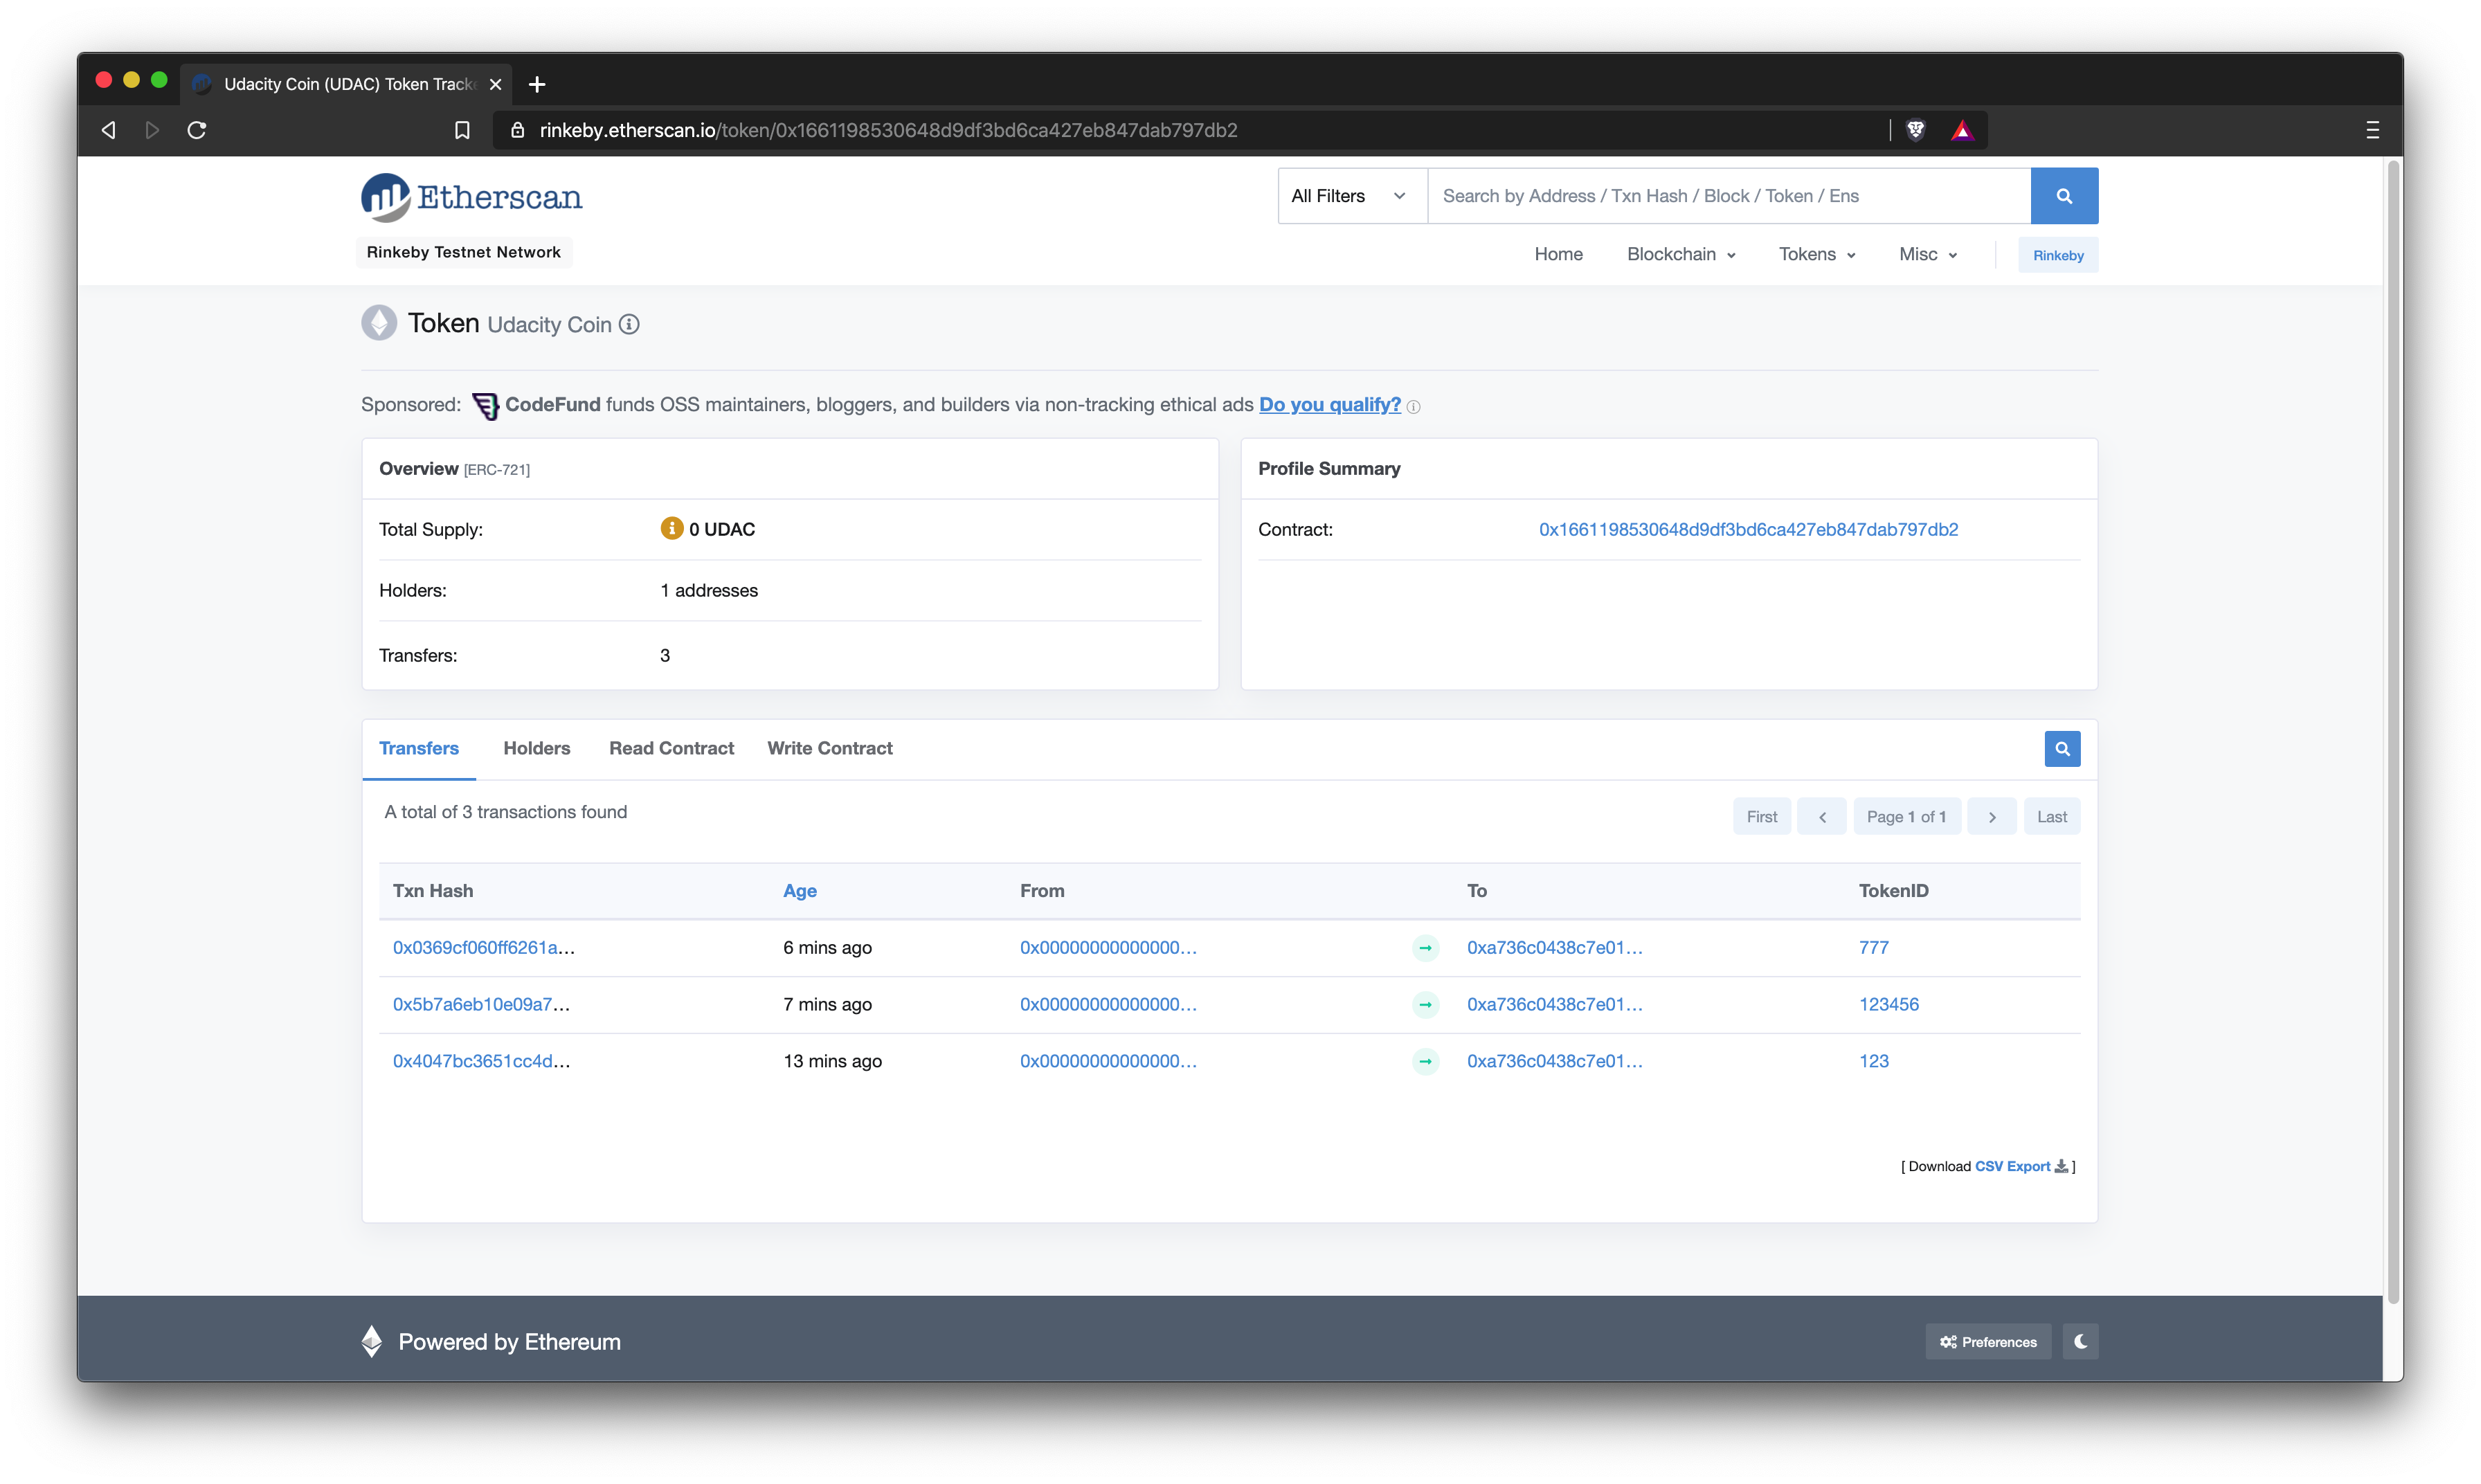 Udacity Coin (UDAC) Token Track
rinkeby.etherscan.io/token/0x1661198530648d9df3bd6ca427eb847dab797db2
Etherscan
All Filters
Search by Address / Txn Hash / Block / Token / Ens
Rinkeby Testnet Network
Home
Blockchain
Tokens
Misc
Rinkeby
Token Udacity Coin
Sponsored: CodeFund funds OSS maintainers, bloggers, and builders via non-tracking ethical ads Do you qualify?
Overview [ERC-721]
Total Supply: 0 UDAC
Holders: 1 addresses
Transfers: 3
Profile Summary
Contract: 0x1661198530648d9df3bd6ca427eb847dab797db2
Transfers Holders Read Contract Write Contract
A total of 3 transactions found
First
Page 1 of 1
Last
Txn Hash Age From To TokenID
0x0369cf060ff6261a... 6 mins ago 0x00000000000000... 0xa736c0438c7e01... 777
0x5b7a6eb10e09a7... 7 mins ago 0x00000000000000... 0xa736c0438c7e01... 123456
0x4047bc3651cc4d... 13 mins ago 0x00000000000000... 0xa736c0438c7e01... 123
[ Download CSV Export ]
Powered by Ethereum
Preferences